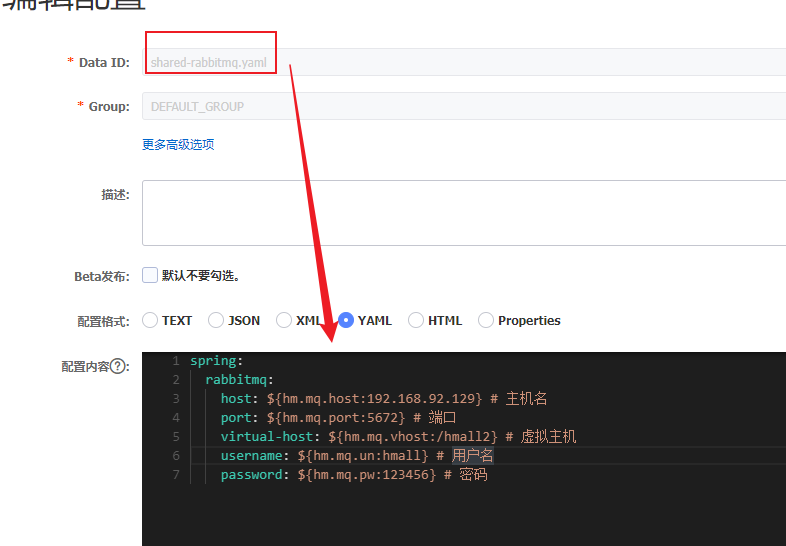 编辑配置
* Data ID: shared-rabbitmq.yaml
* Group: DEFAULT_GROUP
更多高级选项
描述:
Beta发布: 默认不要勾选。
配置格式: TEXT JSON XML YAML HTML Properties
配置内容?:
1 spring:
2 rabbitmq:
3 host: ${hm.mq.host:192.168.92.129} # 主机名
4 port: ${hm.mq.port:5672} # 端口
5 virtual-host: ${hm.mq.vhost:/hmall2} # 虚拟主机
6 username: ${hm.mq.un:hmall} # 用户名
7 password: ${hm.mq.pw:123456} # 密码